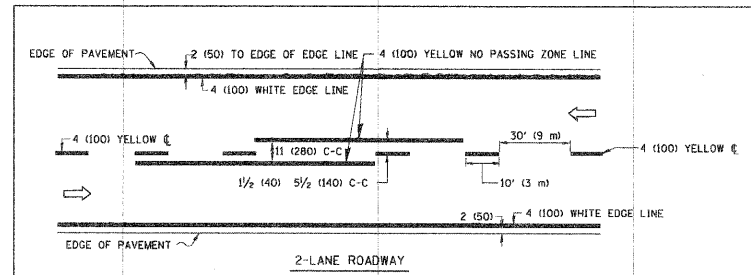 EDGE OF PAVEMENT
2 (50) TO EDGE OF EDGE LINE
4 (100) YELLOW NO PASSING ZONE LINE
4 (100) WHITE EDGE LINE
30' (9 m)
4 (100) YELLOW ℄
11 (280) C-C
4 (100) YELLOW ℄
1½ (40) 5½ (140) C-C
10' (3 m)
2 (50)
4 (100) WHITE EDGE LINE
EDGE OF PAVEMENT
2-LANE ROADWAY